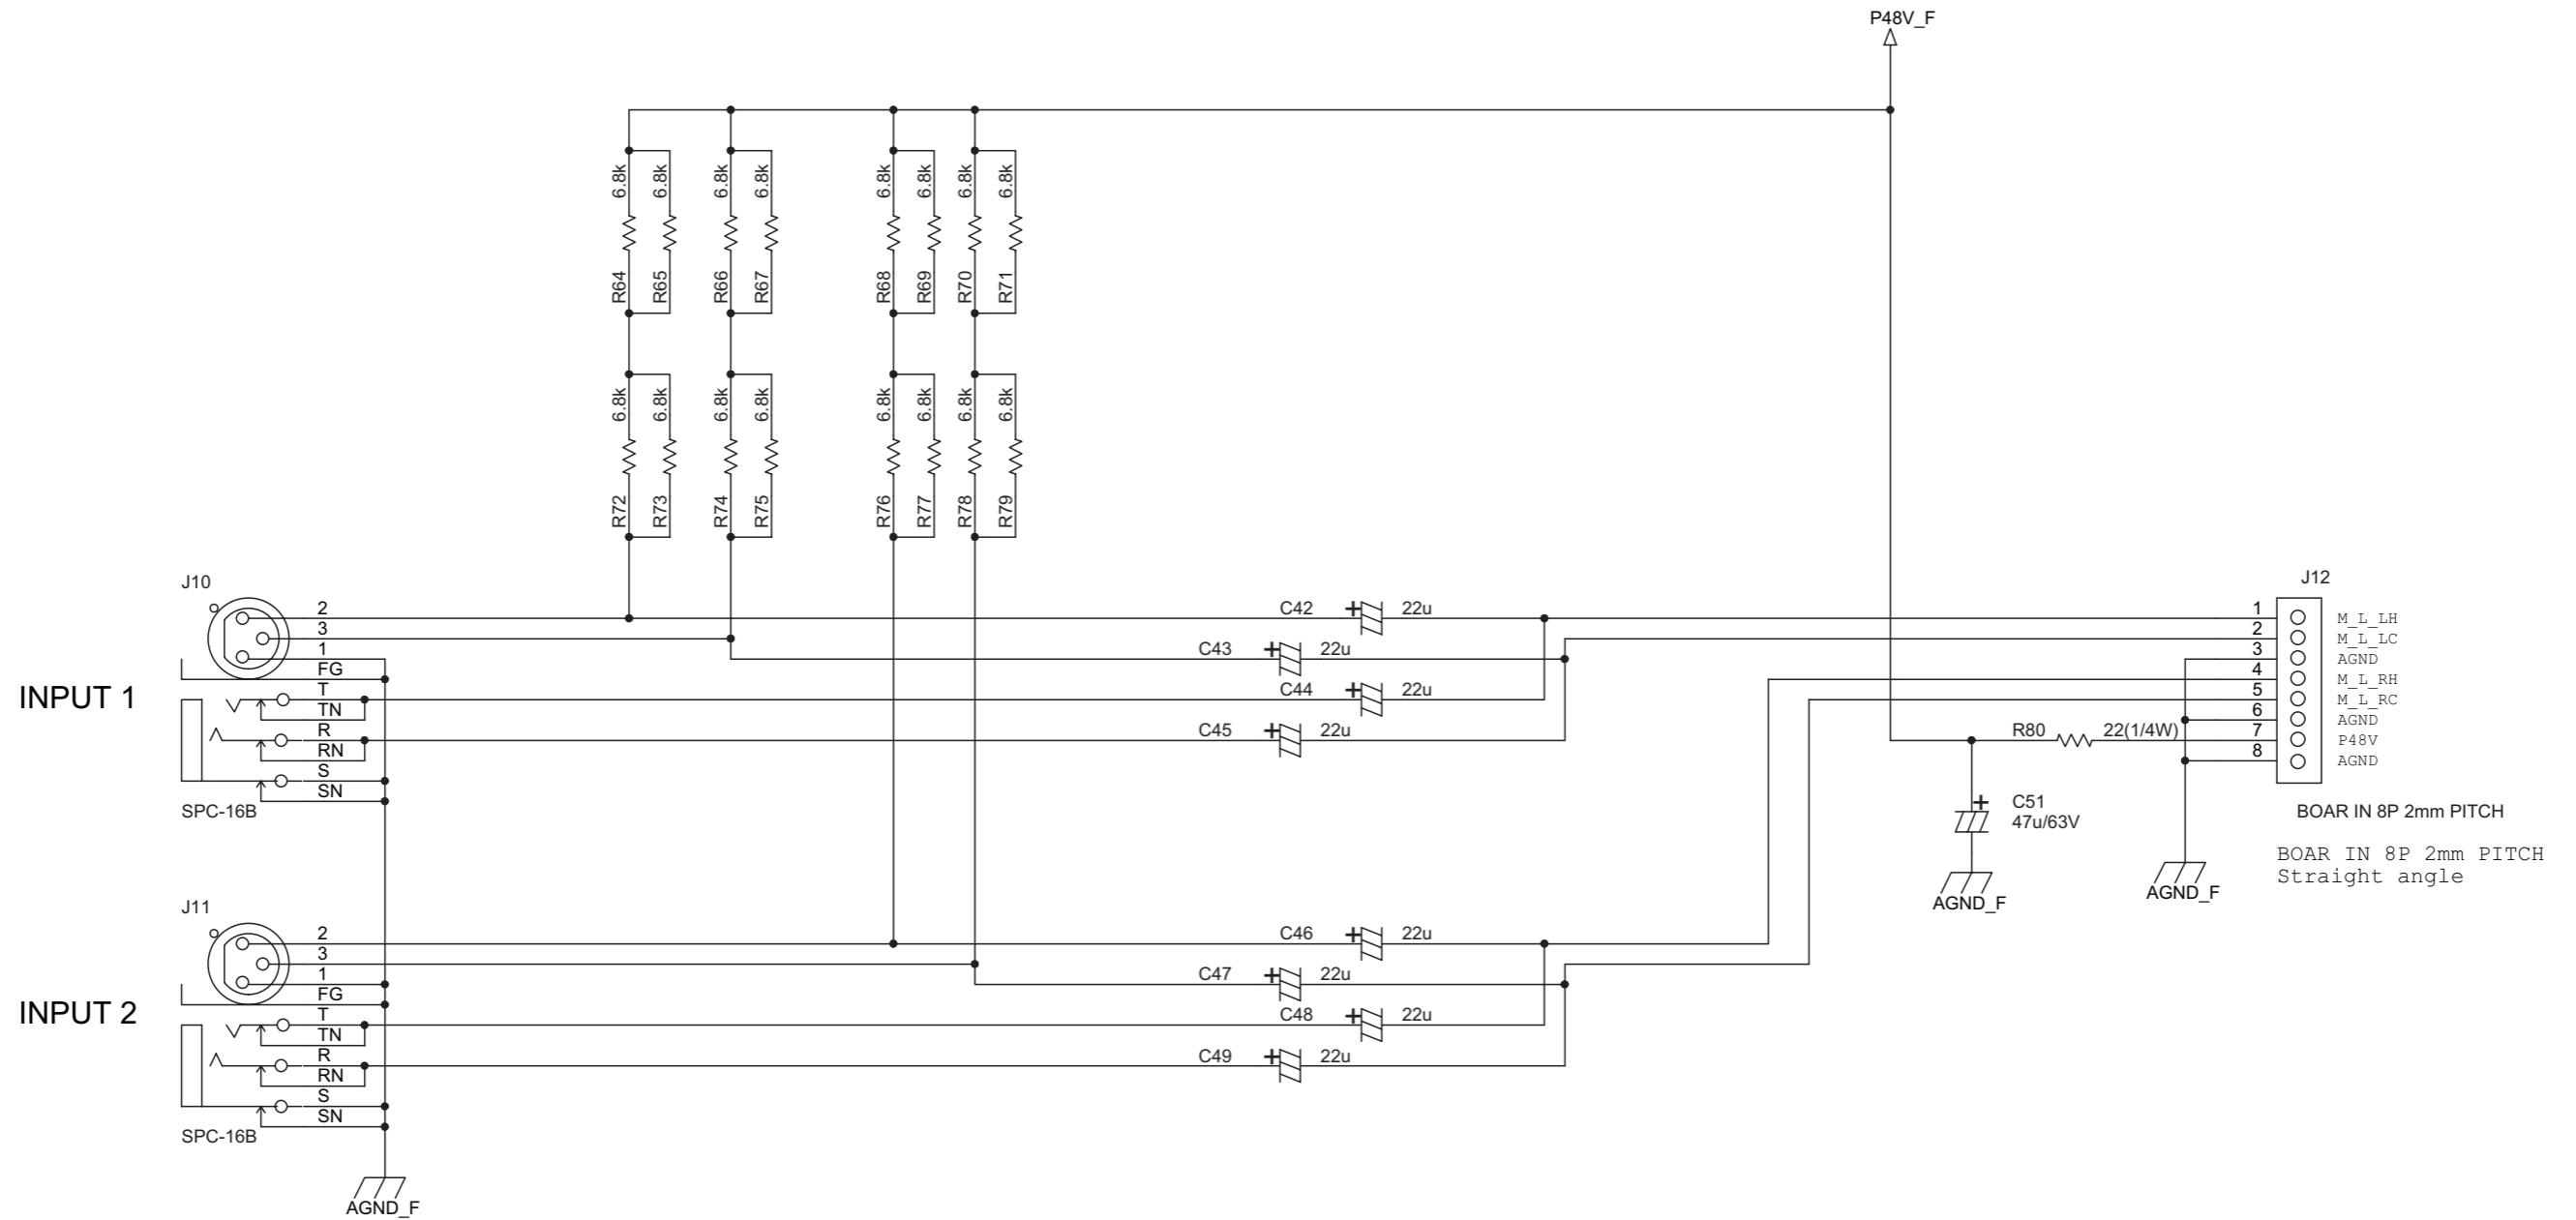 P48V_F
6.8k
6.8k
6.8k
6.8k
6.8k
6.8k
6.8k
6.8k
R64
R65
R66
R67
R68
R69
R70
R71
6.8k
6.8k
6.8k
6.8k
6.8k
6.8k
6.8k
6.8k
R72
R73
R74
R75
R76
R77
R78
R79
INPUT 1
J10
2
3
1
FG
T
TN
R
RN
S
SN
SPC-16B
C42 + 22u
C43 + 22u
C44 + 22u
C45 + 22u
J12
1 M_L_LH
2 M_L_LC
3 AGND
4 M_L_RH
5 M_L_RC
6 AGND
7 P48V
8 AGND
R80 22(1/4W)
+ C51
47u/63V
AGND_F
AGND_F
BOAR IN 8P 2mm PITCH
BOAR IN 8P 2mm PITCH
Straight angle
INPUT 2
J11
2
3
1
FG
T
TN
R
RN
S
SN
SPC-16B
C46 + 22u
C47 + 22u
C48 + 22u
C49 + 22u
AGND_F